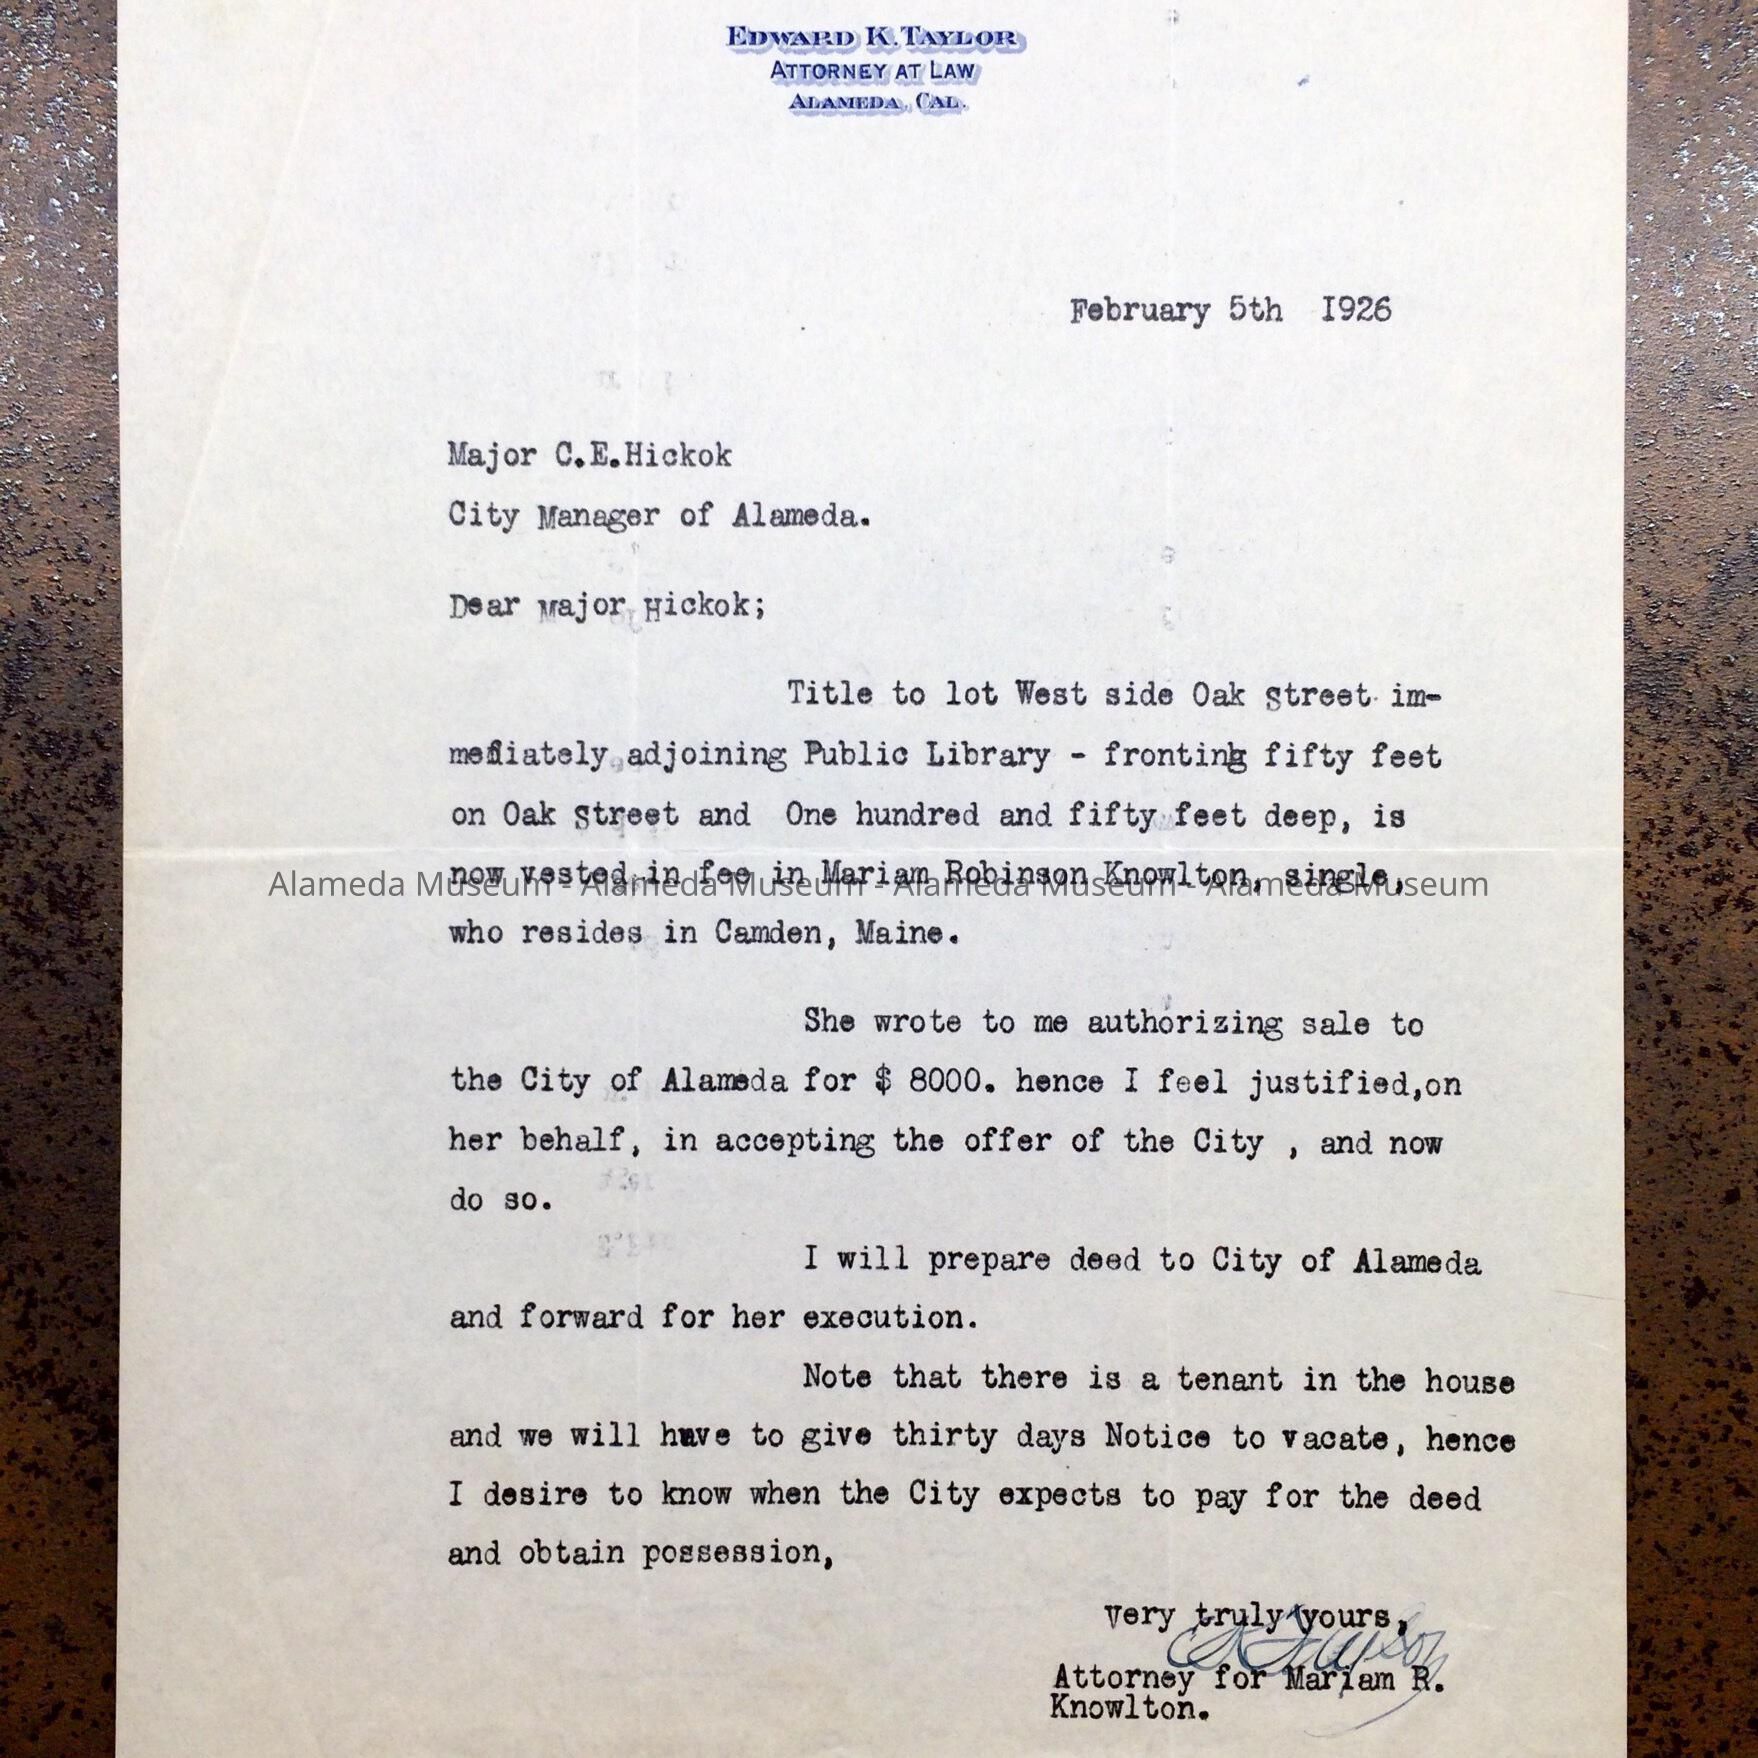 EDWARD K. TAYLOR
ATTORNEY AT LAW
ALAMEDA, CAL.
February 5th 1926
Major C.E.Hickok
City Manager of Alameda.
Dear Major Hickok;
Title to lot West side Oak Street im-
mediately adjoining Public Library - fronting fifty feet
on Oak Street and One hundred and fifty feet deep, is
now vested in fee in Mariam Robinson Knowlton, single,
Alameda Museum - Alameda Museum - Alameda Museum - Alameda Museum
who resides in Camden, Maine.
She wrote to me authorizing sale to
the City of Alameda for $ 8000. hence I feel justified,on
her behalf, in accepting the offer of the City , and now
do so.
I will prepare deed to City of Alameda
and forward for her execution.
Note that there is a tenant in the house
and we will have to give thirty days Notice to vacate, hence
I desire to know when the City expects to pay for the deed
and obtain possession,
Very truly yours,
E K Taylor
Attorney for Mariam R.
Knowlton.